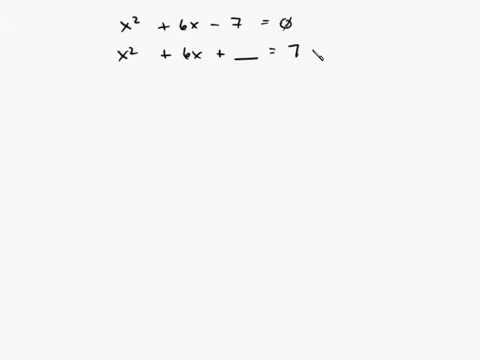 x² + 6x - 7 = 0
x² + 6x + __ = 7